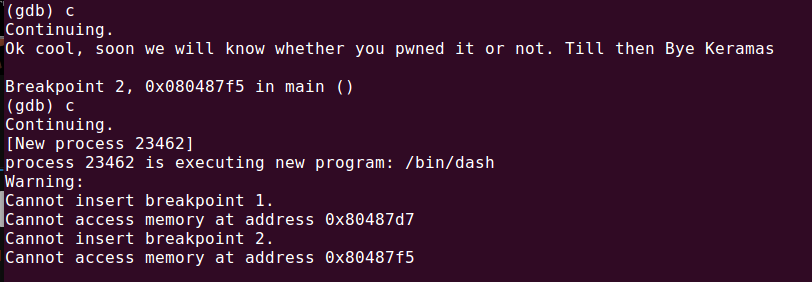 (gdb) c
Continuing.
Ok cool, soon we will know whether you pwned it or not. Till then Bye Keramas
Breakpoint 2, 0x080487f5 in main ()
(gdb) c
Continuing.
[New process 23462]
process 23462 is executing new program: /bin/dash
Warning:
Cannot insert breakpoint 1.
Cannot access memory at address 0x80487d7
Cannot insert breakpoint 2.
Cannot access memory at address 0x80487f5